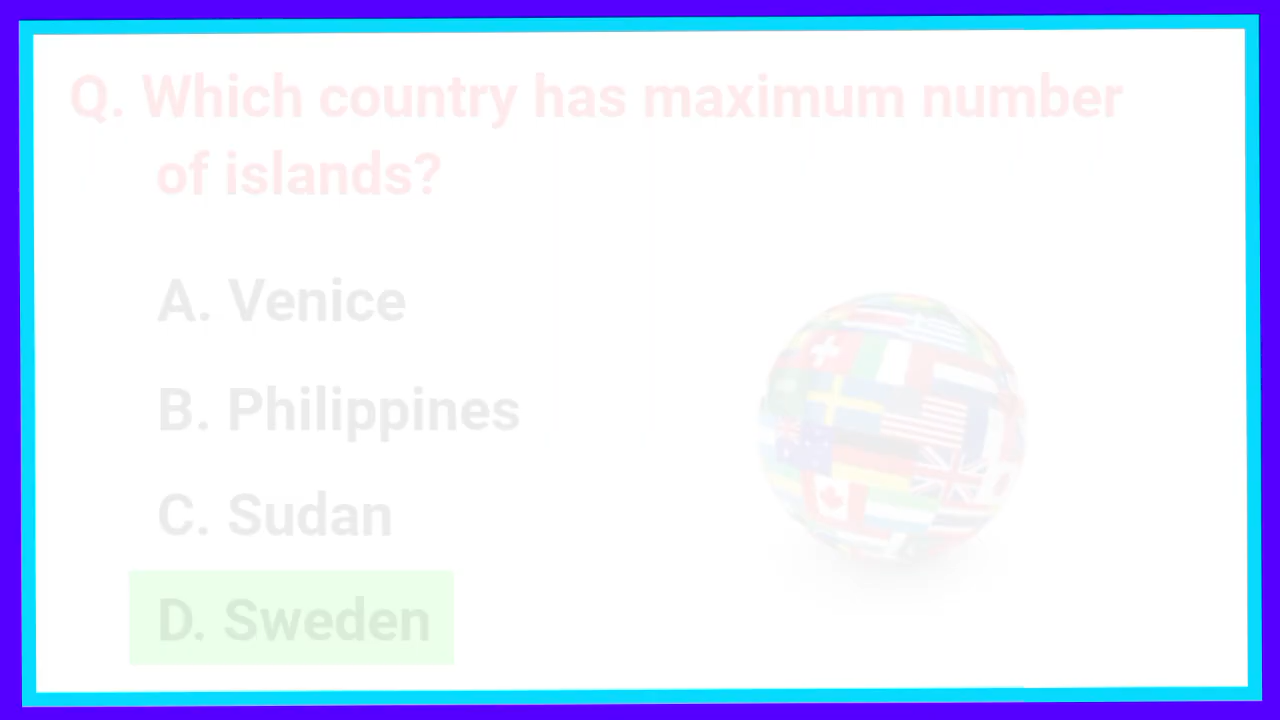 Q. Which country has maximum number
of islands?
A. Venice
B. Philippines
C. Sudan
D. Sweden